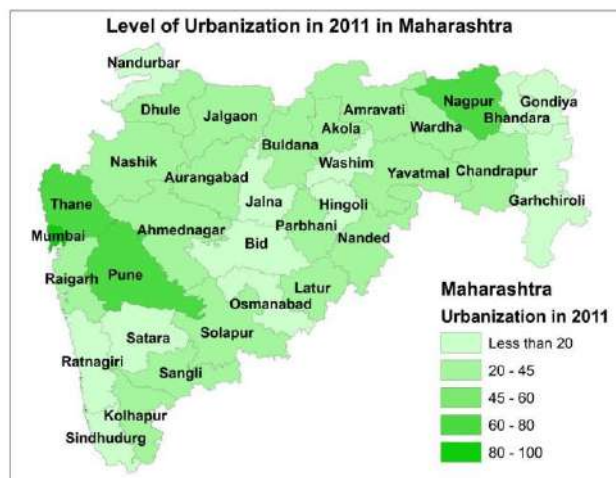 Level of Urbanization in 2011 in Maharashtra
Nandurbar
Dhule
Jalgaon
Amravati
Nagpur
Gondiya
Bhandara
Akola
Wardha
Buldana
Washim
Nashik
Aurangabad
Yavatmal
Chandrapur
Jalna
Hingoli
Garhchiroli
Thane
Mumbai
Ahmednagar
Parbhani
Nanded
Bid
Raigarh
Pune
Latur
Osmanabad
Satara
Solapur
Ratnagiri
Sangli
Kolhapur
Sindhudurg
Maharashtra
Urbanization in 2011
Less than 20
20 - 45
45 - 60
60 - 80
80 - 100